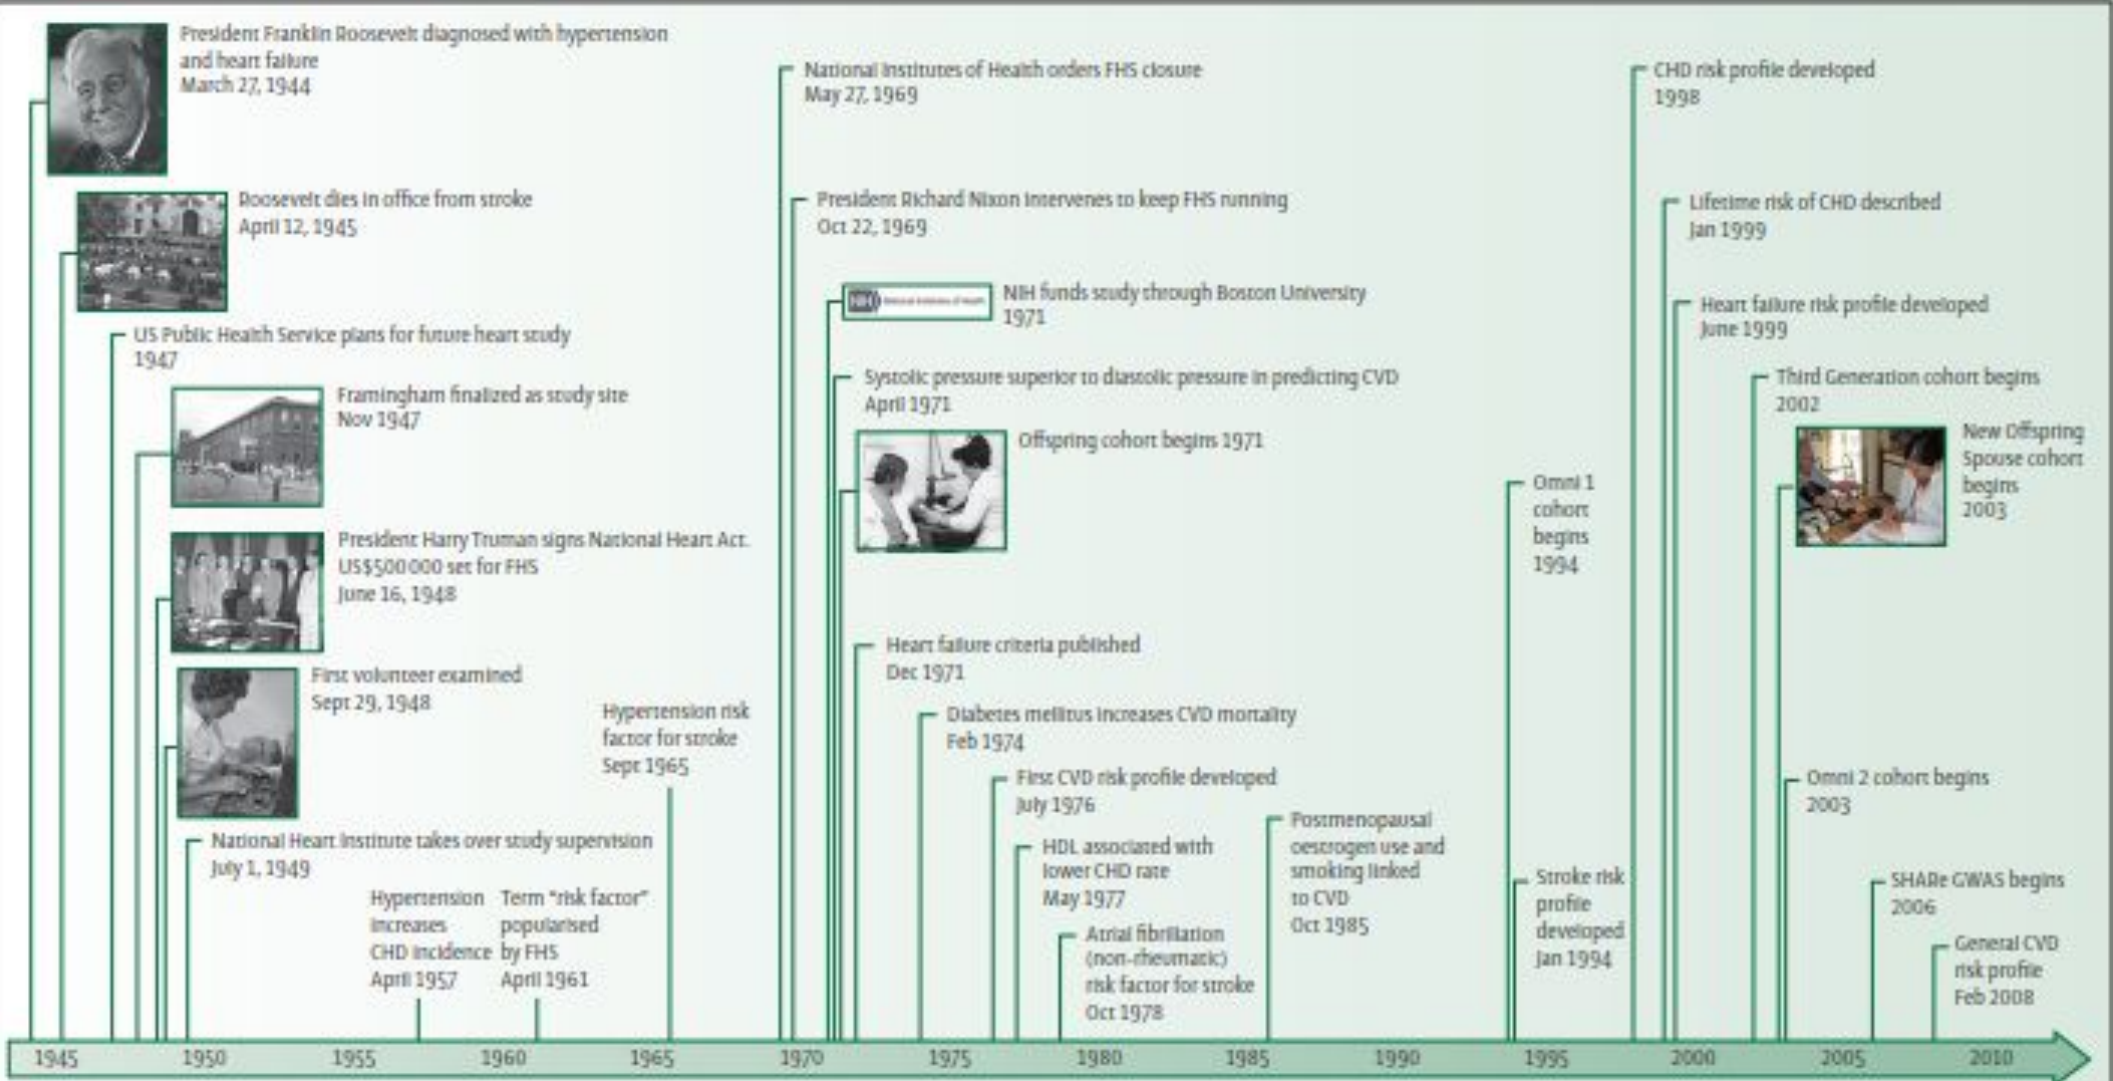 President Franklin Roosevelt diagnosed with hypertension
and heart failure
March 27, 1944
Roosevelt dies in office from stroke
April 12, 1945
US Public Health Service plans for future heart study
1947
Framingham finalized as study site
Nov 1947
President Harry Truman signs National Heart Act.
US$500 000 set for FHS
June 16, 1948
First volunteer examined
Sept 29, 1948
National Heart Institute takes over study supervision
July 1, 1949
Hypertension
increases
CHD incidence
April 1957
Term "risk factor"
popularised
by FHS
April 1961
Hypertension risk
factor for stroke
Sept 1965
National Institutes of Health orders FHS closure
May 27, 1969
President Richard Nixon intervenes to keep FHS running
Oct 22, 1969
NIH National Institutes of Health
NIH funds study through Boston University
1971
Systolic pressure superior to diastolic pressure in predicting CVD
April 1971
Offspring cohort begins 1971
Heart failure criteria published
Dec 1971
Diabetes mellitus increases CVD mortality
Feb 1974
First CVD risk profile developed
July 1976
HDL associated with
lower CHD rate
May 1977
Atrial fibrillation
(non-rheumatic)
risk factor for stroke
Oct 1978
Postmenopausal
oestrogen use and
smoking linked
to CVD
Oct 1985
Omni 1
cohort
begins
1994
Stroke risk
profile
developed
Jan 1994
CHD risk profile developed
1998
Lifetime risk of CHD described
Jan 1999
Heart failure risk profile developed
June 1999
Third Generation cohort begins
2002
New Offspring
Spouse cohort
begins
2003
Omni 2 cohort begins
2003
SHARe GWAS begins
2006
General CVD
risk profile
Feb 2008
1945 1950 1955 1960 1965 1970 1975 1980 1985 1990 1995 2000 2005 2010